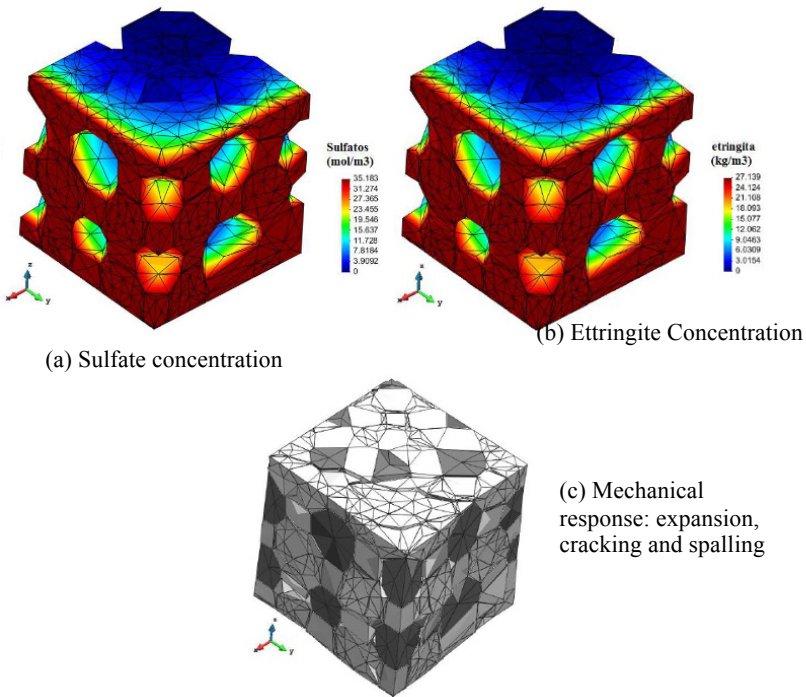 Sulfatos
(mol/m3)
35.183
31.274
27.365
23.455
19.546
15.637
11.728
7.8184
3.9092
0
z
x
y
etringita
(kg/m3)
27.139
24.124
21.108
18.093
15.077
12.062
9.0463
6.0309
3.0154
0
z
x
y
(a) Sulfate concentration
(b) Ettringite Concentration
(c) Mechanical
response: expansion,
cracking and spalling
z
x
y